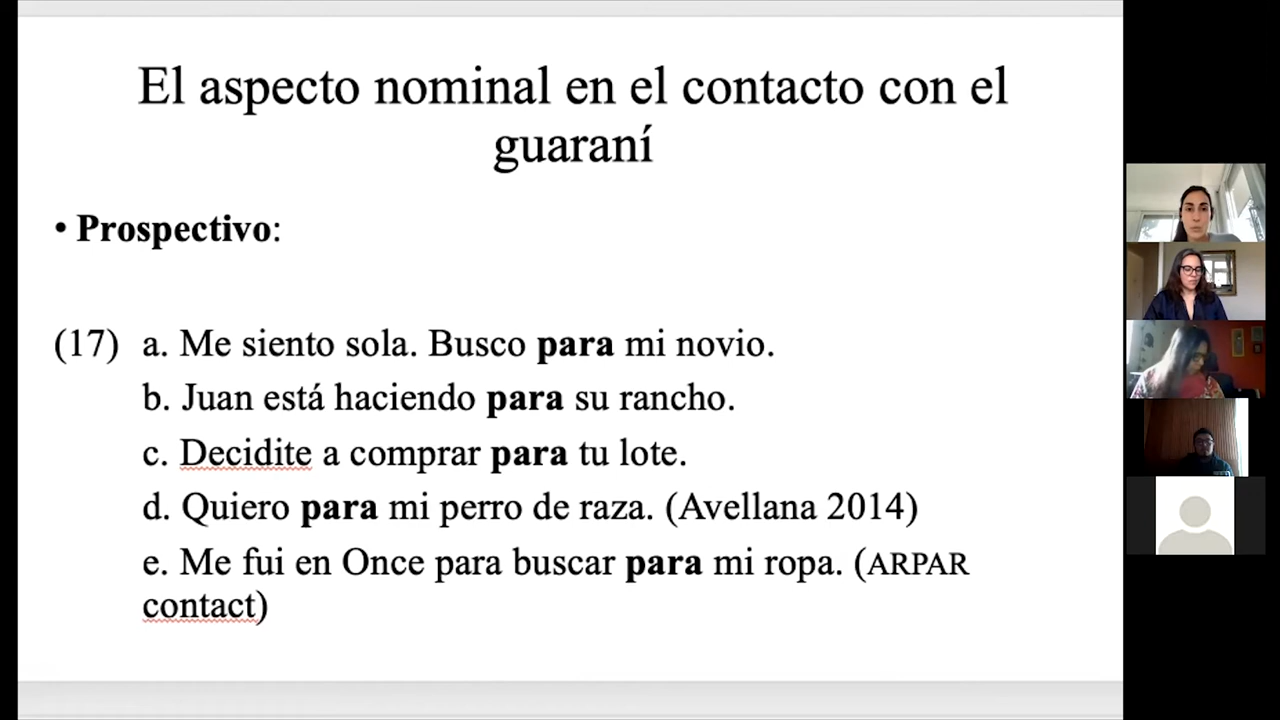 El aspecto nominal en el contacto con el
guaraní
• Prospectivo:
(17) a. Me siento sola. Busco para mi novio.
b. Juan está haciendo para su rancho.
c. Decidite a comprar para tu lote.
d. Quiero para mi perro de raza. (Avellana 2014)
e. Me fui en Once para buscar para mi ropa. (ARPAR
contact)